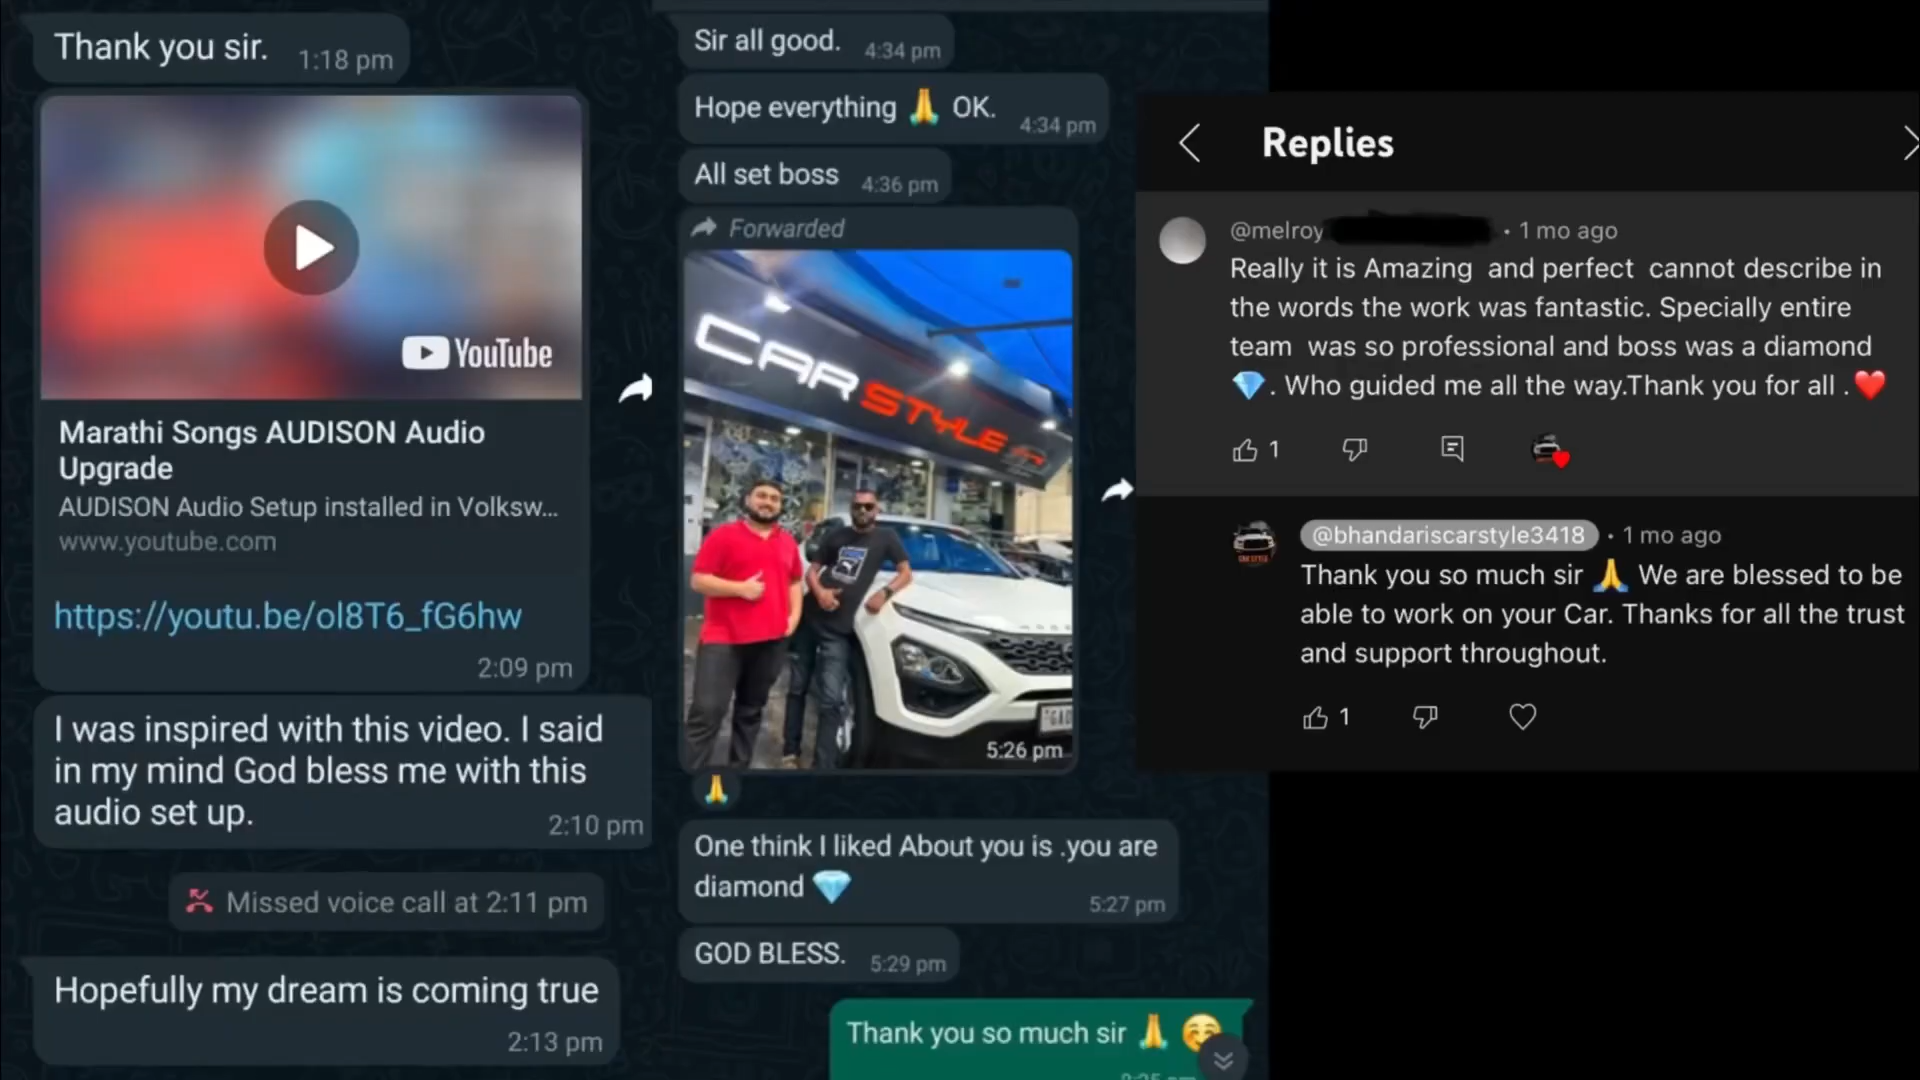 Thank you sir. 1:18 pm
YouTube
Marathi Songs AUDISON Audio
Upgrade
AUDISON Audio Setup installed in Volksw...
www.youtube.com
https://youtu.be/ol8T6_fG6hw
2:09 pm
I was inspired with this video. I said
in my mind God bless me with this
audio set up.
2:10 pm
Missed voice call at 2:11 pm
Hopefully my dream is coming true
2:13 pm
Sir all good. 4:34 pm
Hope everything 🙏 OK. 4:34 pm
All set boss 4:36 pm
Forwarded
CAR STYLE
5:26 pm
🙏
One think I liked About you is .you are
diamond 💎
5:27 pm
GOD BLESS. 5:29 pm
Thank you so much sir 🙏 ☺️
Replies
@melroy • 1 mo ago
Really it is Amazing and perfect cannot describe in
the words the work was fantastic. Specially entire
team was so professional and boss was a diamond
💎. Who guided me all the way.Thank you for all .❤️
1
@bhandariscarstyle3418 • 1 mo ago
Thank you so much sir 🙏 We are blessed to be
able to work on your Car. Thanks for all the trust
and support throughout.
1